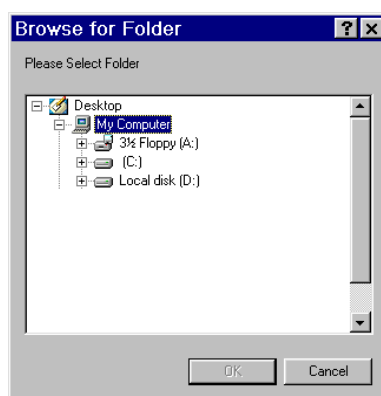 Browse for Folder
Please Select Folder
Desktop
My Computer
3½ Floppy (A:)
(C:)
Local disk (D:)
OK
Cancel